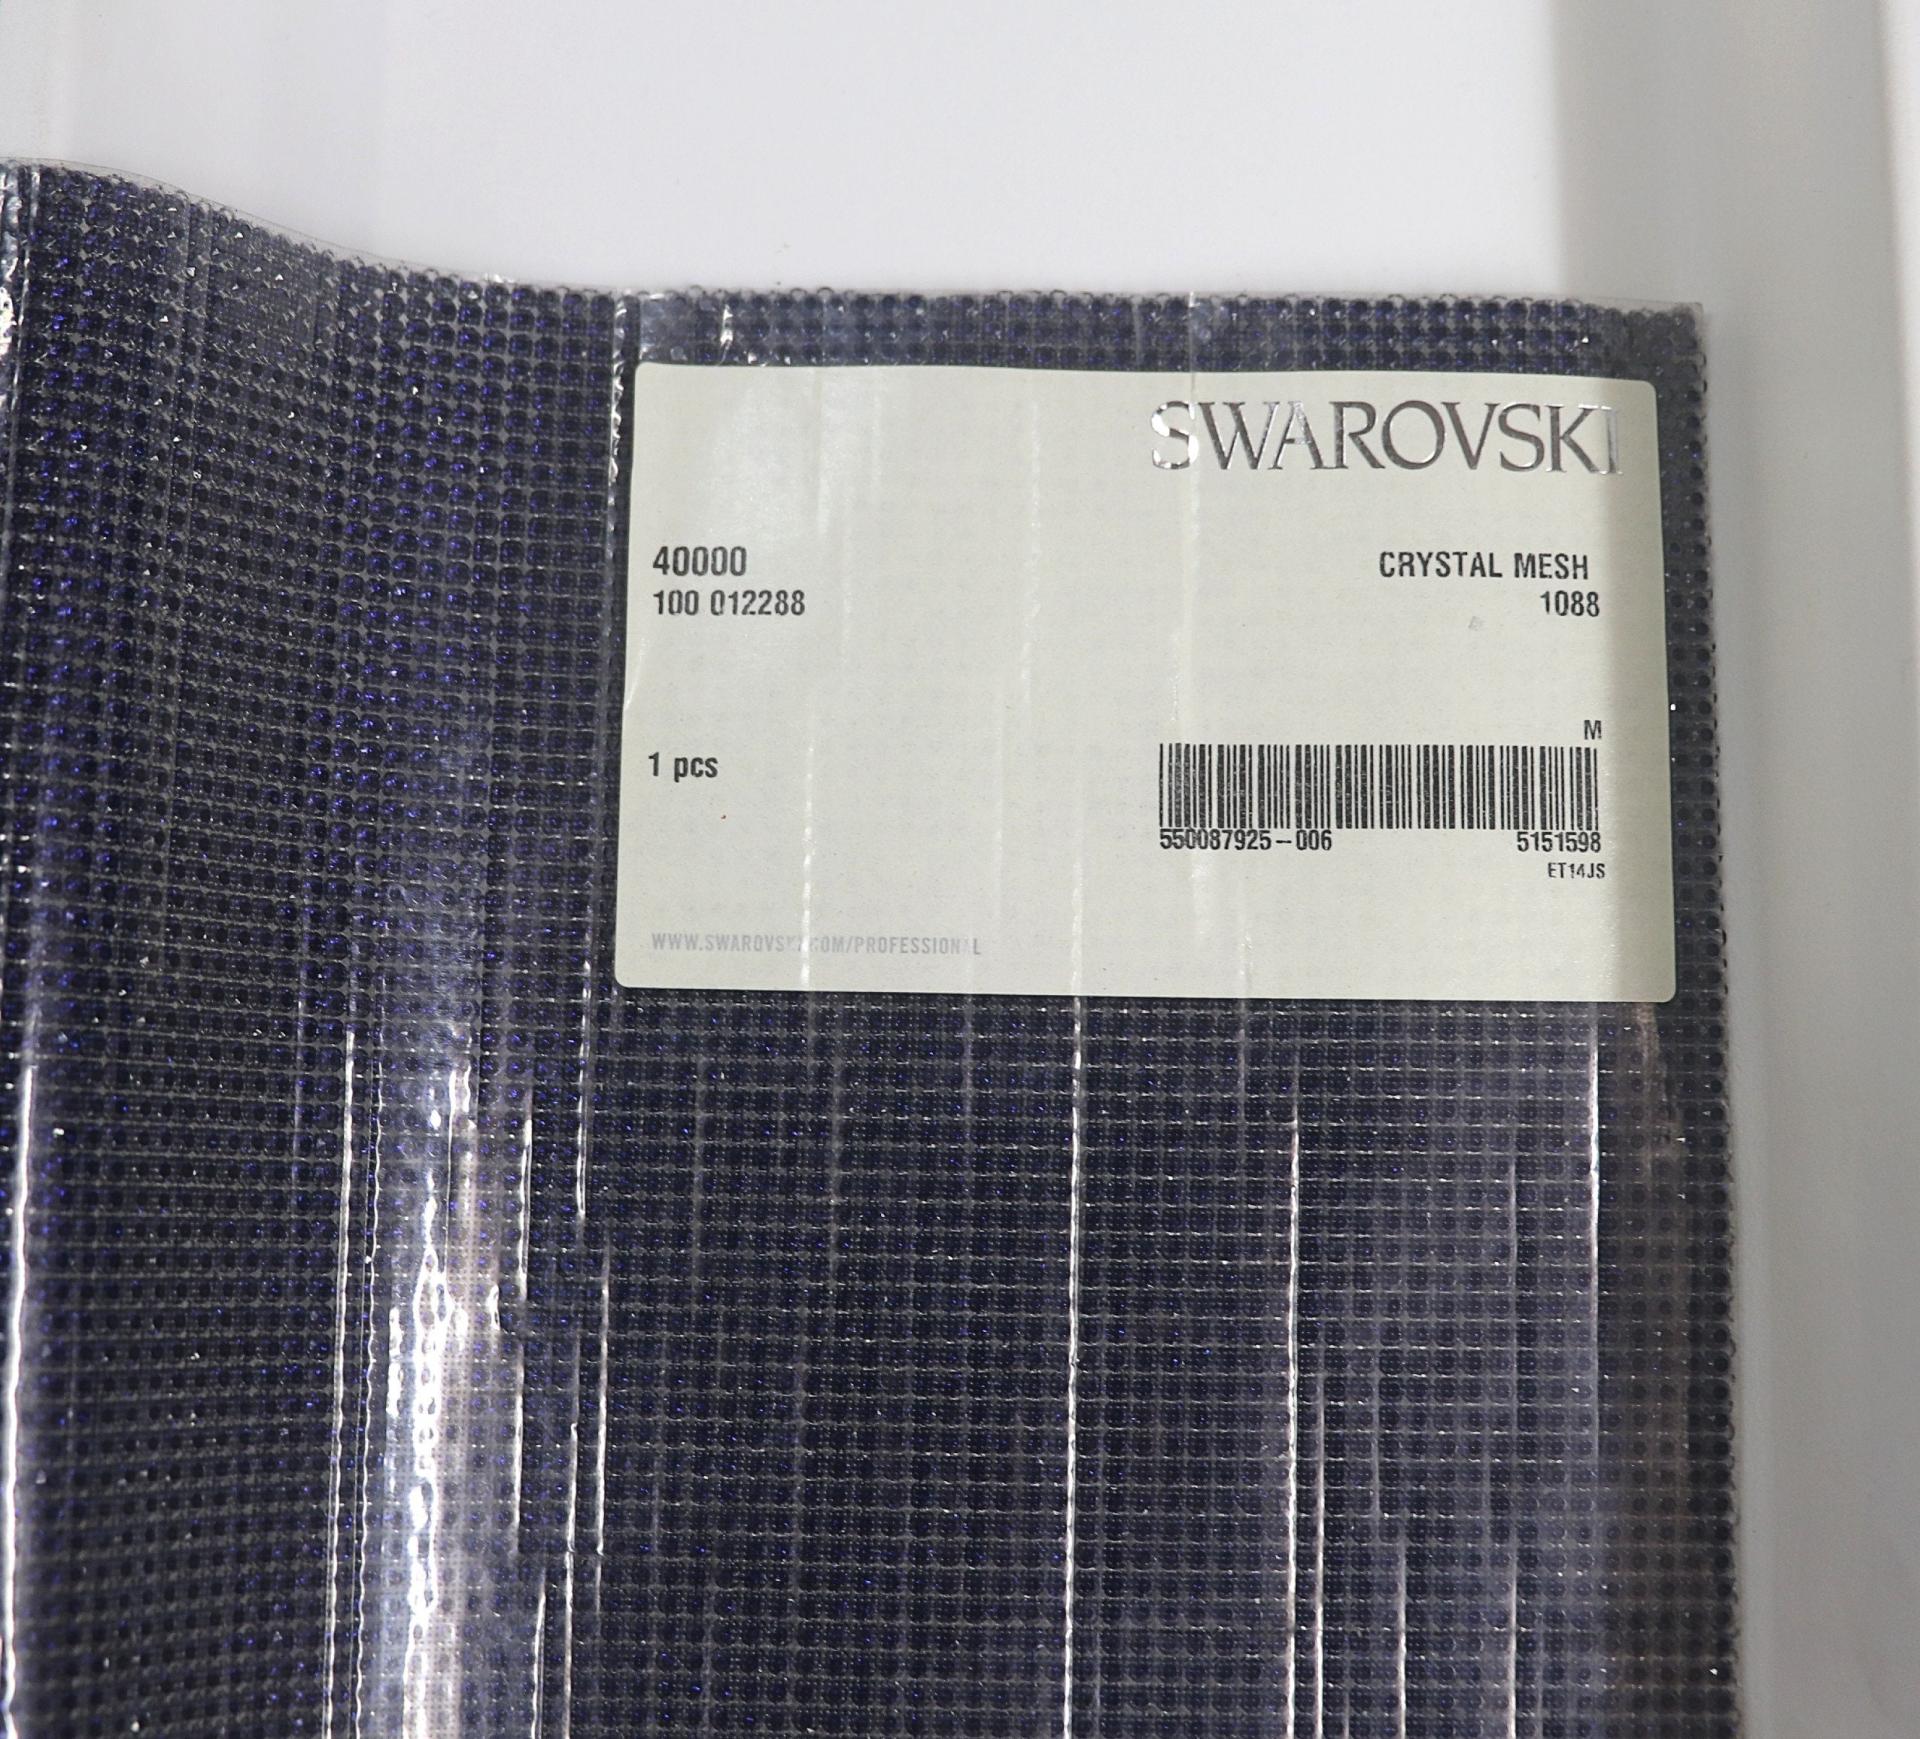 SWAROVSKI
40000 CRYSTAL MESH
100 012288 1088
M
1 pcs
550087925-006 5151598
ET14JS
WWW.SWAROVSKI.COM/PROFESSIONAL